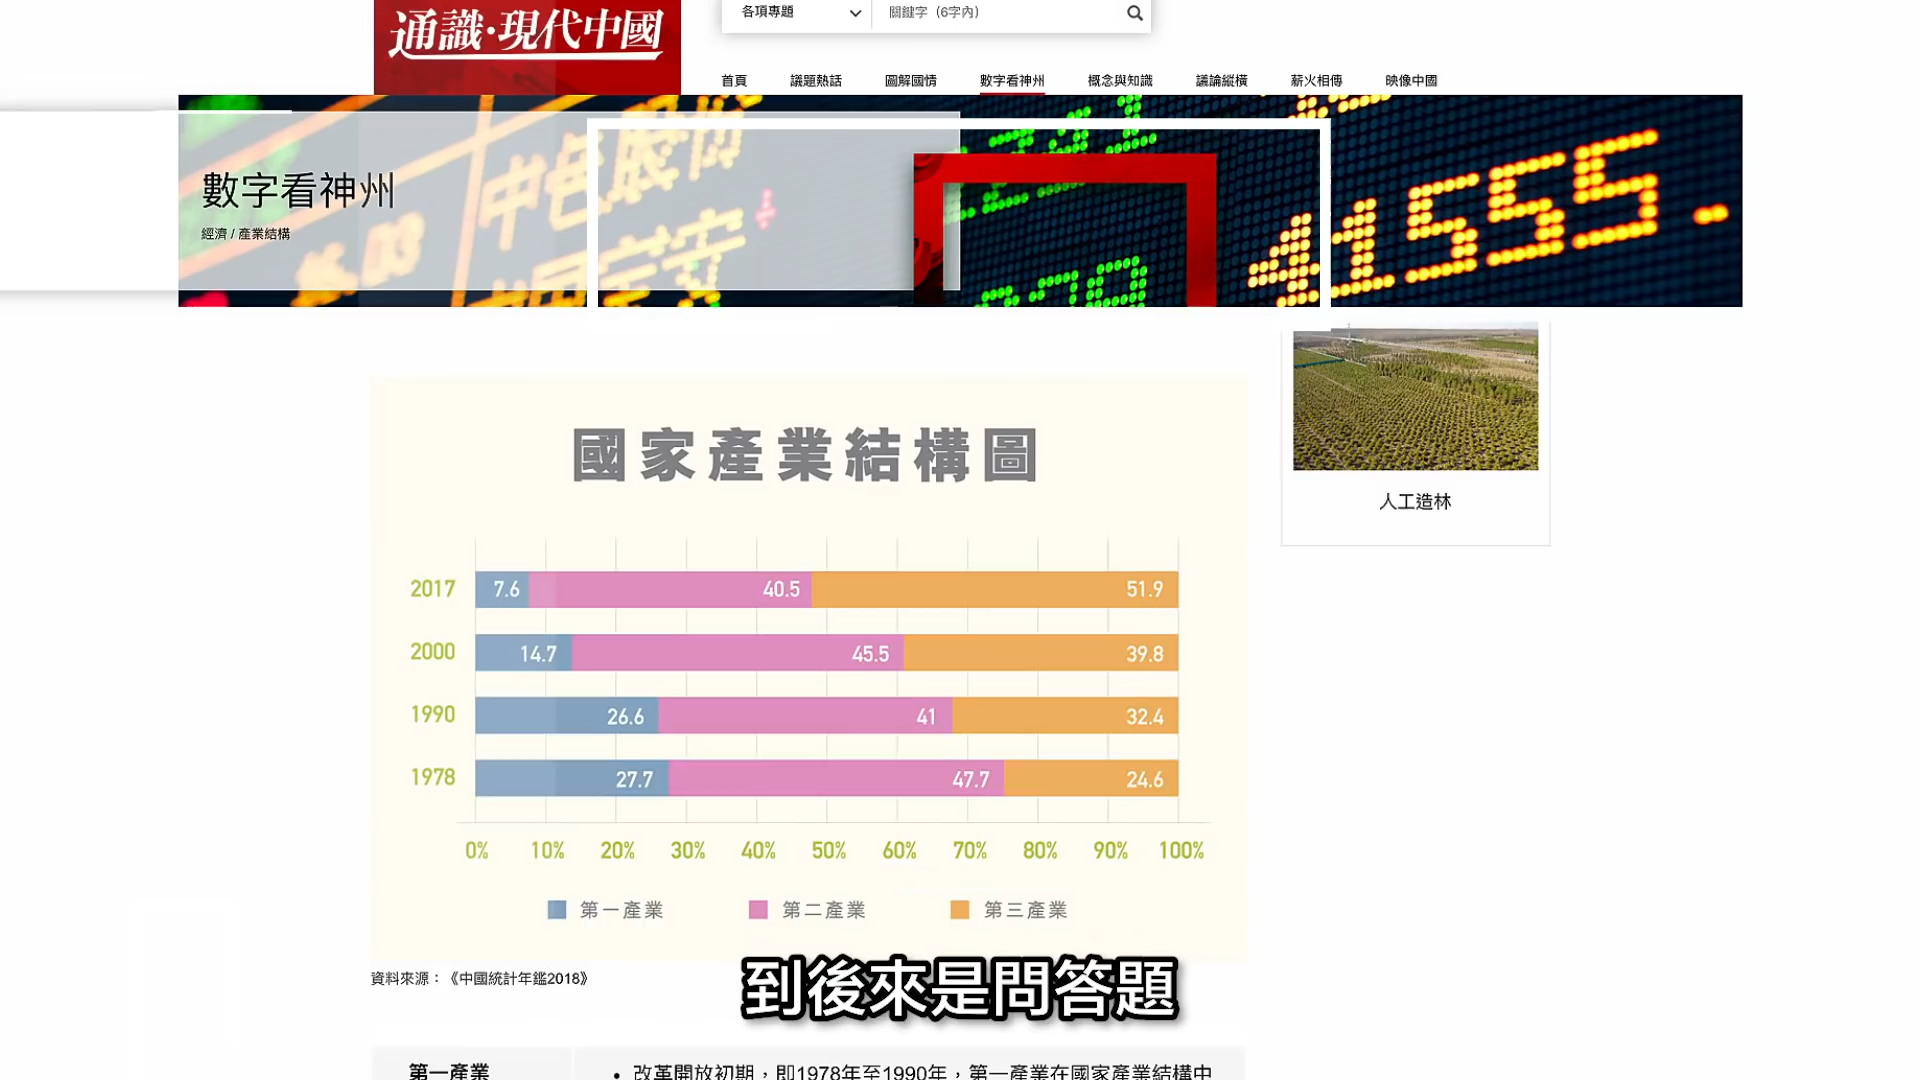 通識·現代中國
各項專題
關鍵字（6字內）
首頁 議題熱話 圖解國情 數字看神州 概念與知識 議論縱橫 薪火相傳 映像中國
數字看神州
經濟 / 產業結構
41555.
人工造林
國家產業結構圖
2017 7.6 40.5 51.9
2000 14.7 45.5 39.8
1990 26.6 41 32.4
1978 27.7 47.7 24.6
0% 10% 20% 30% 40% 50% 60% 70% 80% 90% 100%
第一產業 第二產業 第三產業
資料來源：《中國統計年鑑2018》
到後來是問答題
第一產業
• 改革開放初期，即1978年至1990年，第一產業在國家產業結構中